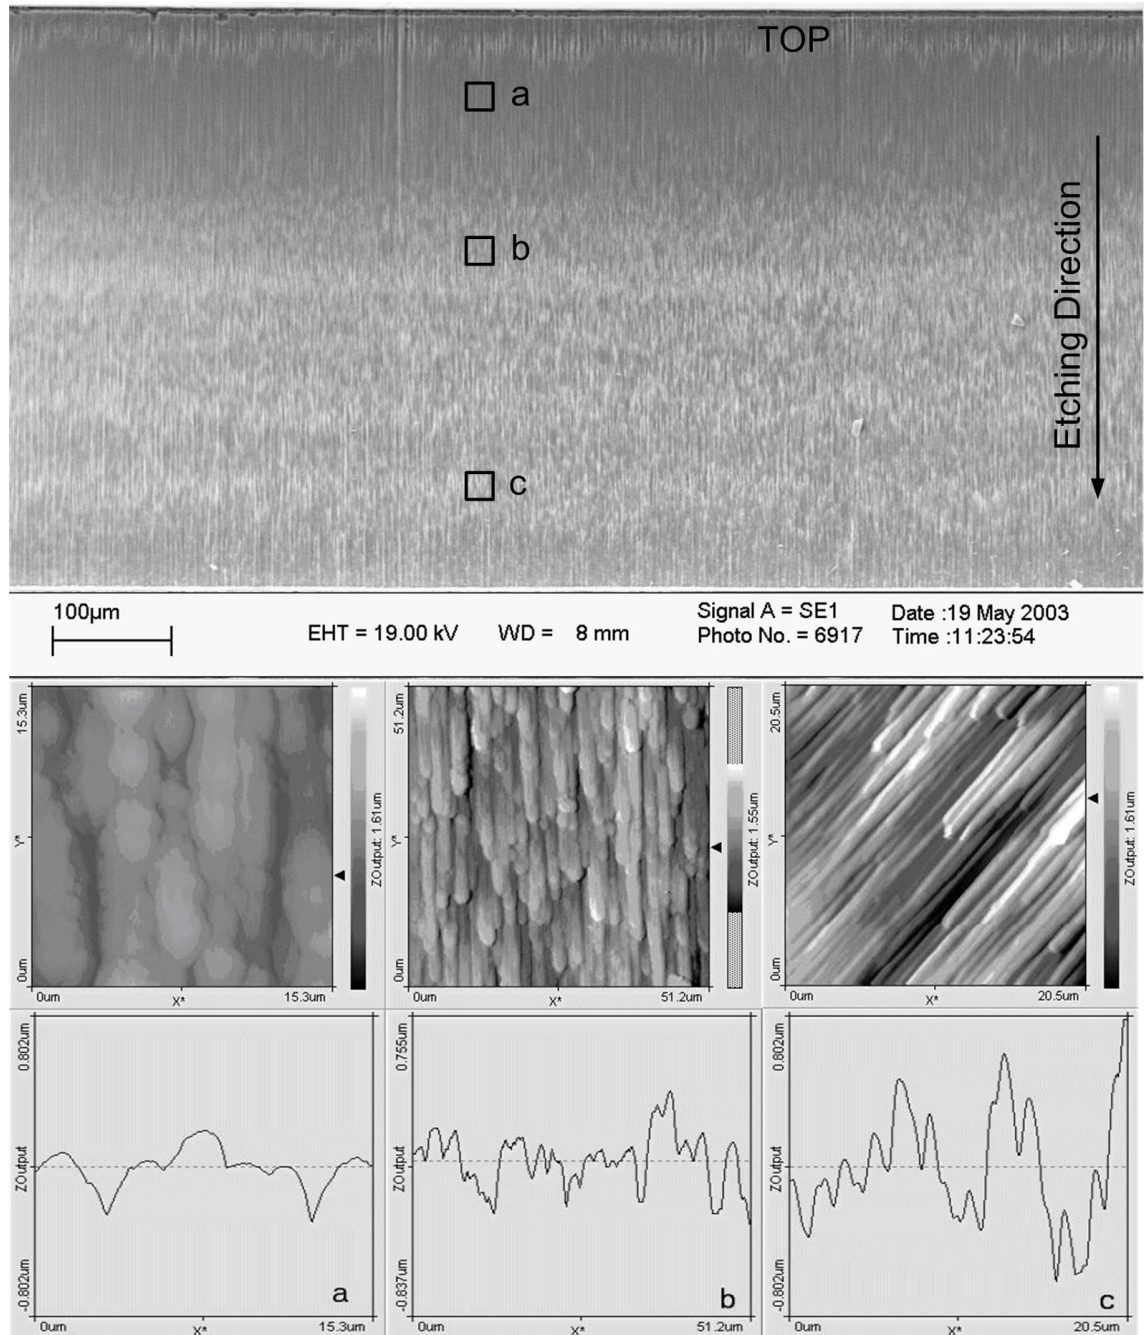 TOP
a
b
Etching Direction
c
100µm
EHT = 19.00 kV
WD = 8 mm
Signal A = SE1
Photo No. = 6917
Date :19 May 2003
Time :11:23:54
15.3um
Y*
0um
0um
X*
15.3um
ZOutput: 1.61um
51.2um
Y*
0um
0um
X*
51.2um
ZOutput: 1.55um
20.5um
Y*
0um
0um
X*
20.5um
ZOutput: 1.61um
0.802um
ZOutput
-0.802um
a
0um
X*
15.3um
0.755um
ZOutput
-0.837um
b
0um
X*
51.2um
0.802um
ZOutput
-0.802um
c
0um
X*
20.5um